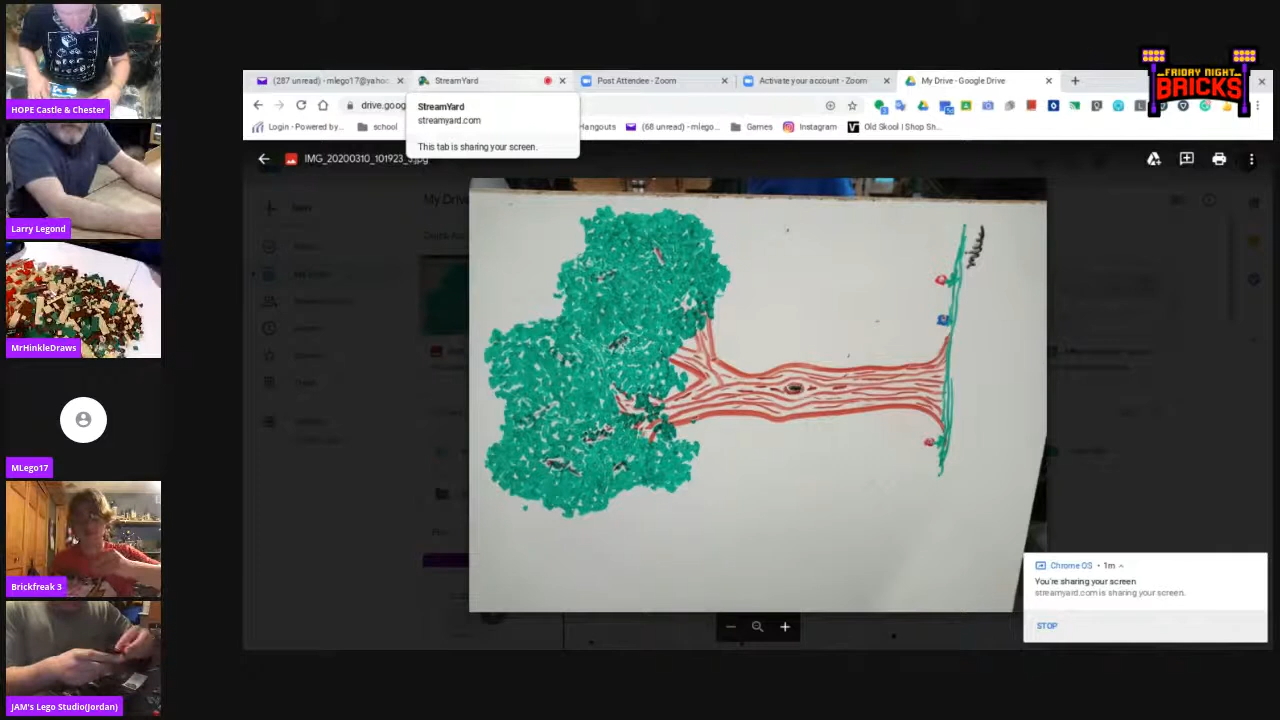 HOPE Castle & Chester
Larry Legond
MrHinkleDraws
MLego17
Brickfreak 3
JAM's Lego Studio(Jordan)
FRIDAY NIGHT
BRICKS
(287 unread) - mlego17@yahoo
StreamYard
Post Attendee - Zoom
Activate your account - Zoom
My Drive - Google Drive
drive.goog
StreamYard
streamyard.com
This tab is sharing your screen.
Login - Powered by...
school
Hangouts
(68 unread) - mlego...
Games
Instagram
Old Skool | Shop Sh...
IMG_20200310_101923_3.jpg
My Drive
Chrome OS • 1m
You're sharing your screen
streamyard.com is sharing your screen.
STOP